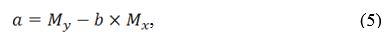 a = M_y − b × M_x,  (5)